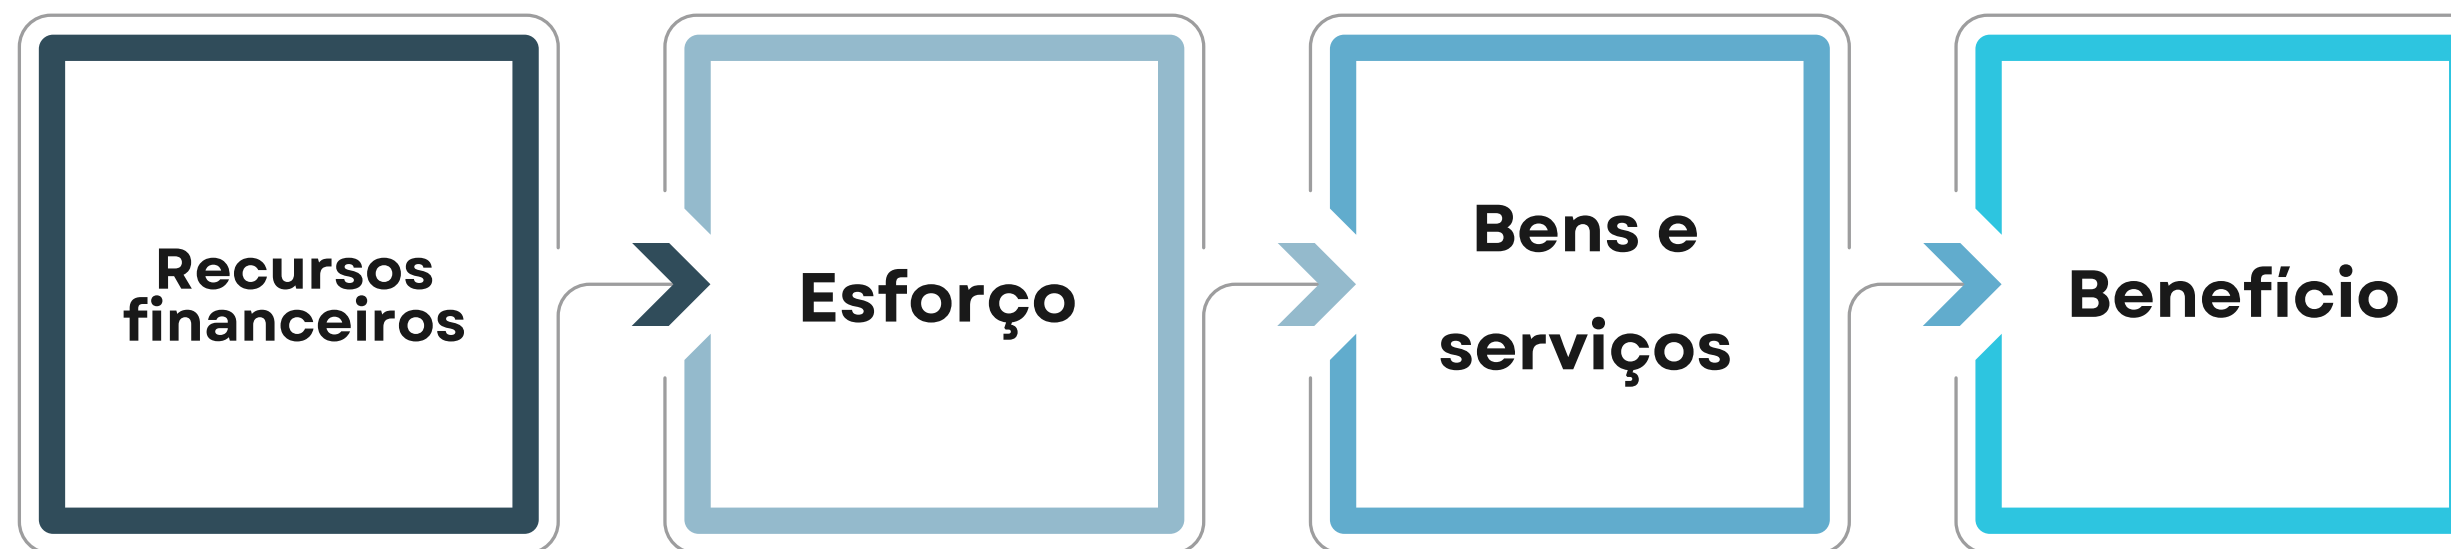 Recursos
financeiros
Esforço
Bens e
serviços
Benefício